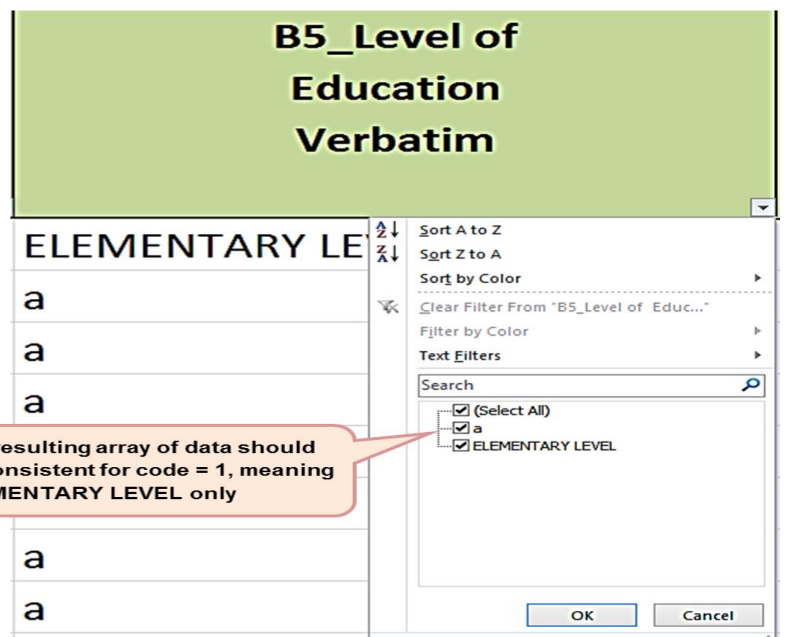 B5_Level of
Education
Verbatim
ELEMENTARY LE
a
a
a
a
a
Sort A to Z
Sort Z to A
Sort by Color
Clear Filter From "B5_Level of Educ..."
Filter by Color
Text Filters
Search
(Select All)
a
ELEMENTARY LEVEL
OK
Cancel
esulting array of data should
onsistent for code = 1, meaning
MENTARY LEVEL only